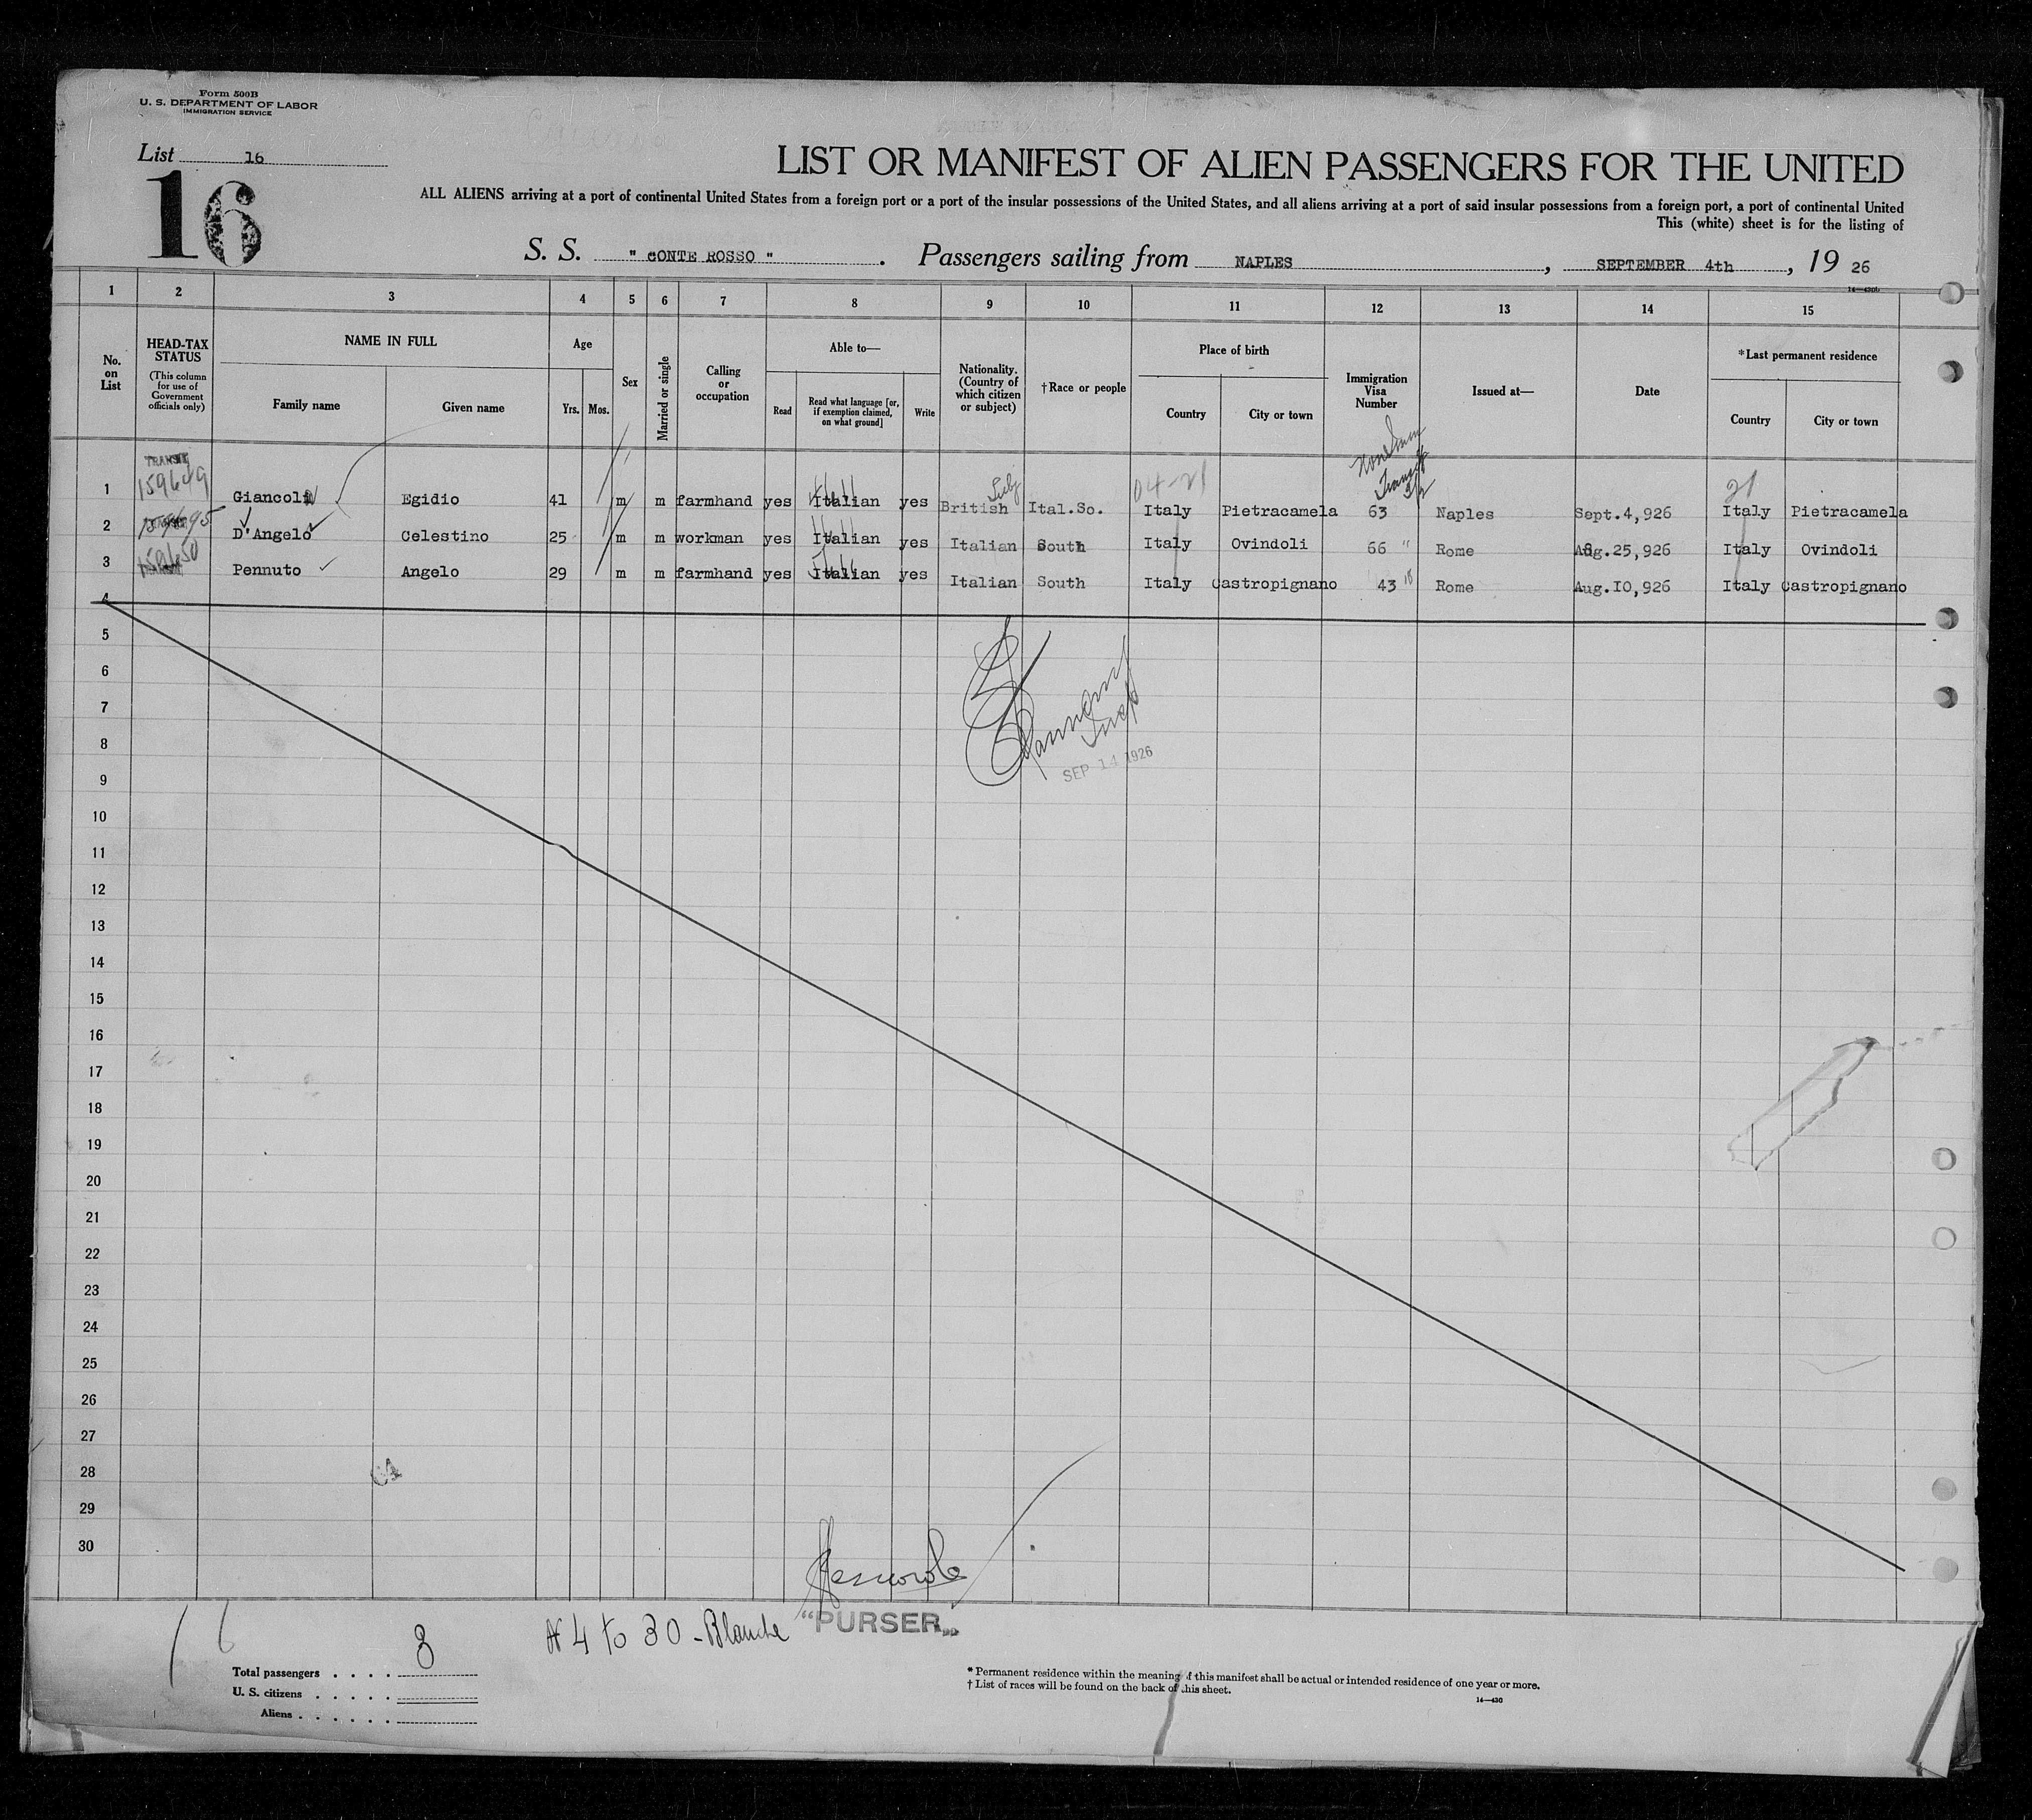 Form 500B
U. S. DEPARTMENT OF LABOR
IMMIGRATION SERVICE
List 16
16
LIST OR MANIFEST OF ALIEN PASSENGERS FOR THE UNITED
ALL ALIENS arriving at a port of continental United States from a foreign port or a port of the insular possessions of the United States, and all aliens arriving at a port of said insular possessions from a foreign port, a port of continental United
This (white) sheet is for the listing of
S. S. " CONTE ROSSO " . Passengers sailing from NAPLES , SEPTEMBER 4th , 19 26
1 2 3 4 5 6 7 8 9 10 11 12 13 14 15
No. on List
HEAD-TAX STATUS
(This column for use of Government officials only)
NAME IN FULL
Family name Given name
Age
Yrs. Mos.
Sex
Married or single
Calling or occupation
Able to—
Read
Read what language [or, if exemption claimed, on what ground]
Write
Nationality. (Country of which citizen or subject)
†Race or people
Place of birth
Country City or town
Immigration Visa Number
Issued at—
Date
*Last permanent residence
Country City or town
TRANSIT
159649
04-21
21
1 Giancoli Egidio 41 m m farmhand yes Italian yes British Subj Ital.So. Italy Pietracamela 63 Naples Sept.4,926 Italy Pietracamela
2 D'Angelo Celestino 25 m m workman yes Italian yes Italian South Italy Ovindoli 66 " Rome Aug.25,926 Italy Ovindoli
159650
3 Pennuto Angelo 29 m m farmhand yes Italian yes Italian South Italy Castropignano 43 Rome Aug.10,926 Italy Castropignano
4
5
6
7
8
SEP 14 1926
9
10
11
12
13
14
15
16
17
18
19
20
21
22
23
24
25
26
27
28
29
30
16
3
N 4 to 30 - Blanche
"PURSER"
Total passengers
U. S. citizens
Aliens
* Permanent residence within the meaning of this manifest shall be actual or intended residence of one year or more.
† List of races will be found on the back of this sheet.
14—430